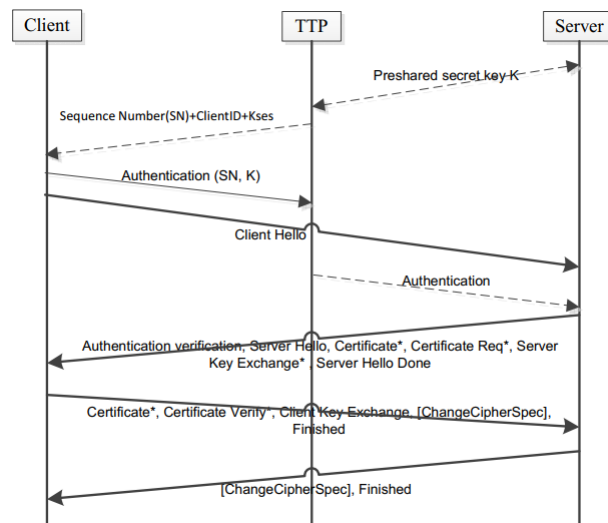 Client
TTP
Server
Preshared secret key K
Sequence Number(SN)+ClientID+Kses
Authentication (SN, K)
Client Hello
Authentication
Authentication verification, Server Hello, Certificate*, Certificate Req*, Server
Key Exchange* , Server Hello Done
Certificate*, Certificate Verify*, Client Key Exchange, [ChangeCipherSpec],
Finished
[ChangeCipherSpec], Finished